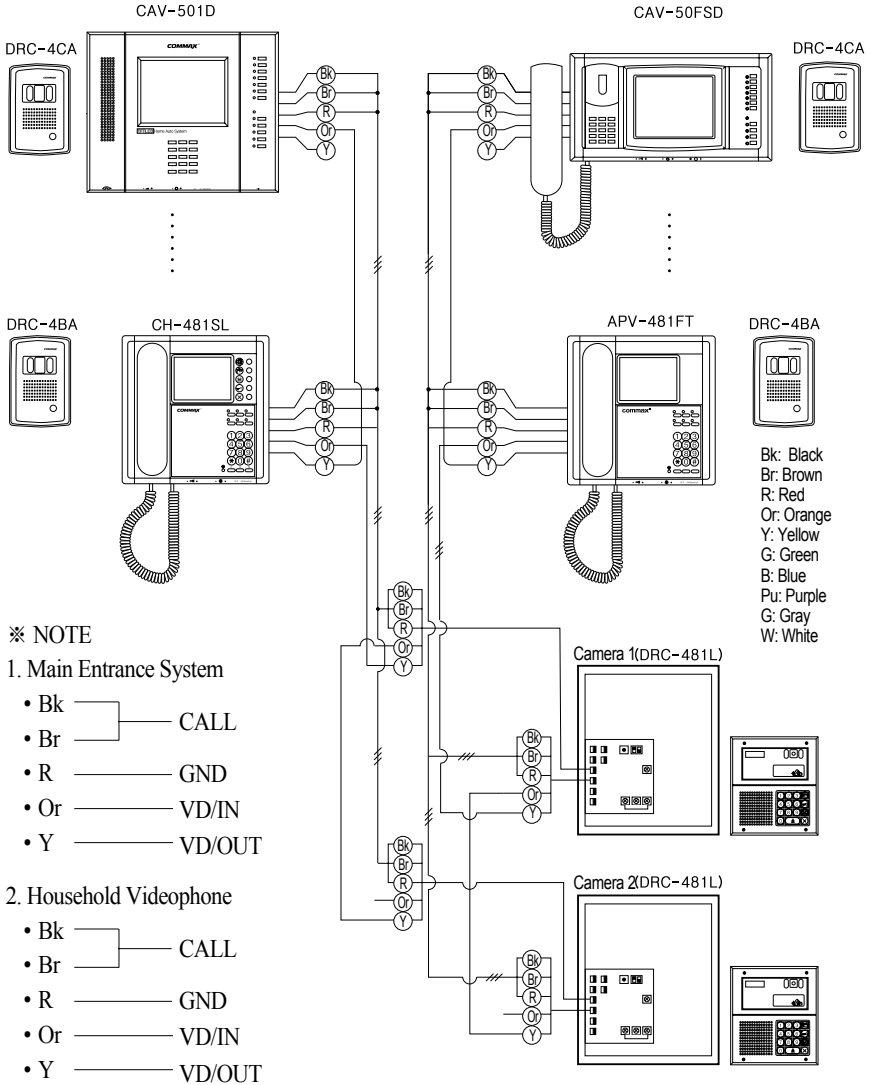 CAV-501D
CAV-50FSD
DRC-4CA
DRC-4CA
COMMAX
Home Auto System
Bk
Br
R
Or
Y
Bk
Br
R
Or
Y
DRC-4BA
CH-481SL
APV-481FT
DRC-4BA
COMMAX
commax
Bk
Br
R
Or
Y
Bk
Br
R
Or
Y
Bk: Black
Br: Brown
R: Red
Or: Orange
Y: Yellow
G: Green
B: Blue
Pu: Purple
G: Gray
W: White
Bk
Br
R
Or
Y
Camera 1(DRC-481L)
Bk
Br
R
Or
Y
Bk
Br
R
Or
Y
Camera 2(DRC-481L)
Bk
Br
R
Or
Y
※ NOTE
1. Main Entrance System
• Bk
CALL
• Br
• R GND
• Or VD/IN
• Y VD/OUT
2. Household Videophone
• Bk
CALL
• Br
• R GND
• Or VD/IN
• Y VD/OUT